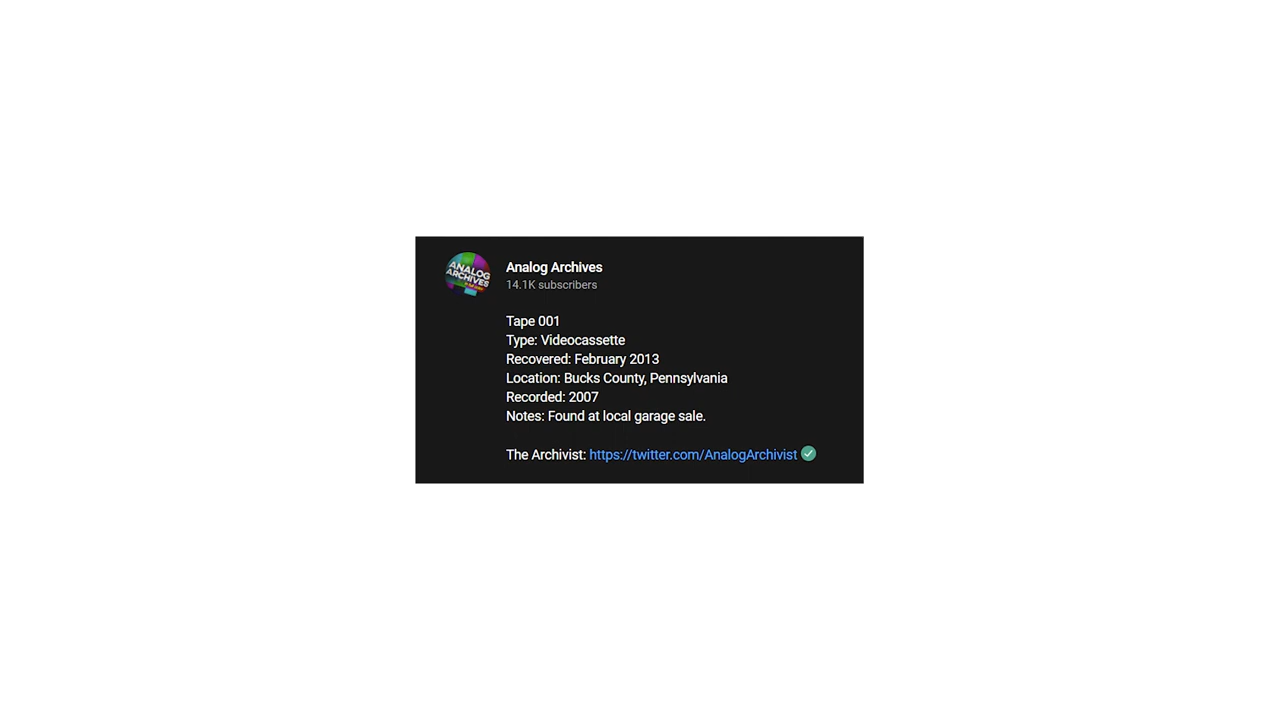 ANALOG
ARCHIVES
Analog Archives
14.1K subscribers
Tape 001
Type: Videocassette
Recovered: February 2013
Location: Bucks County, Pennsylvania
Recorded: 2007
Notes: Found at local garage sale.
The Archivist: https://twitter.com/AnalogArchivist